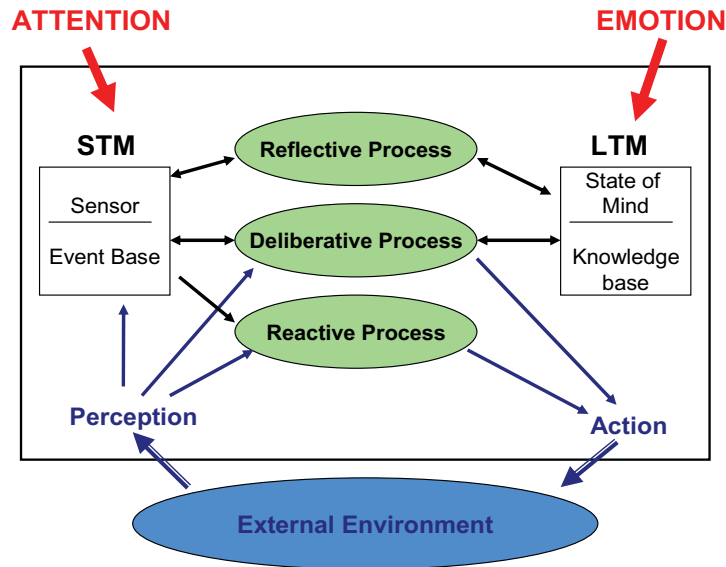 ATTENTION
EMOTION
STM
Reflective Process
LTM
Sensor
Event Base
Deliberative Process
State of
Mind
Knowledge
base
Reactive Process
Perception
Action
External Environment